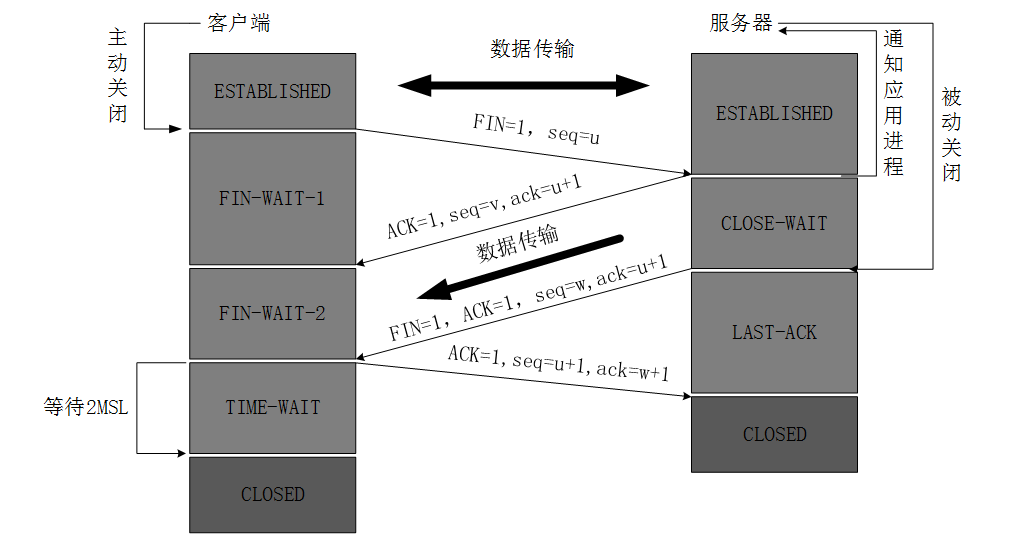 客户端
服务器
主动关闭
数据传输
通知应用进程
被动关闭
ESTABLISHED
ESTABLISHED
FIN=1, seq=u
FIN-WAIT-1
ACK=1,seq=v,ack=u+1
CLOSE-WAIT
数据传输
FIN-WAIT-2
FIN=1, ACK=1, seq=w,ack=u+1
LAST-ACK
ACK=1,seq=u+1,ack=w+1
等待2MSL
TIME-WAIT
CLOSED
CLOSED